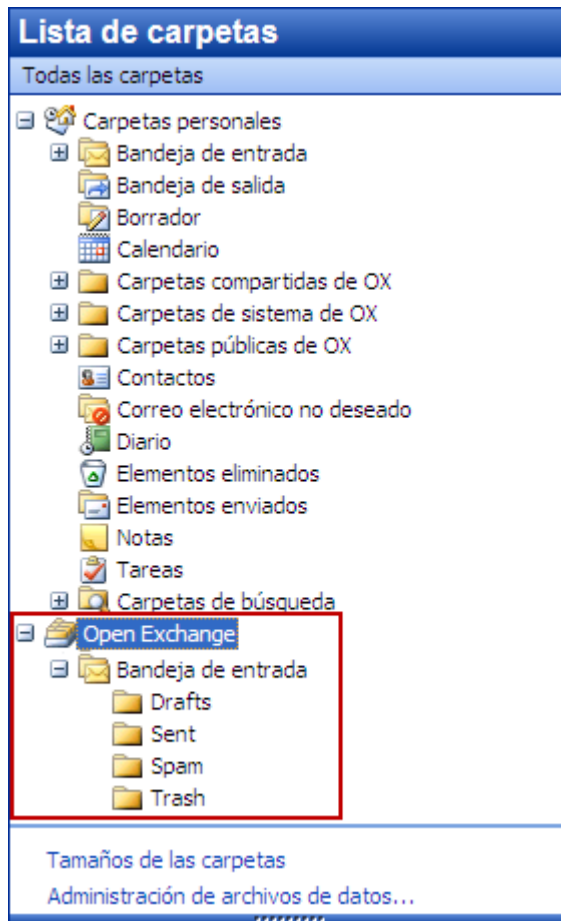 Lista de carpetas
Todas las carpetas
Carpetas personales
Bandeja de entrada
Bandeja de salida
Borrador
Calendario
Carpetas compartidas de OX
Carpetas de sistema de OX
Carpetas públicas de OX
Contactos
Correo electrónico no deseado
Diario
Elementos eliminados
Elementos enviados
Notas
Tareas
Carpetas de búsqueda
Open Exchange
Bandeja de entrada
Drafts
Sent
Spam
Trash
Tamaños de las carpetas
Administración de archivos de datos...